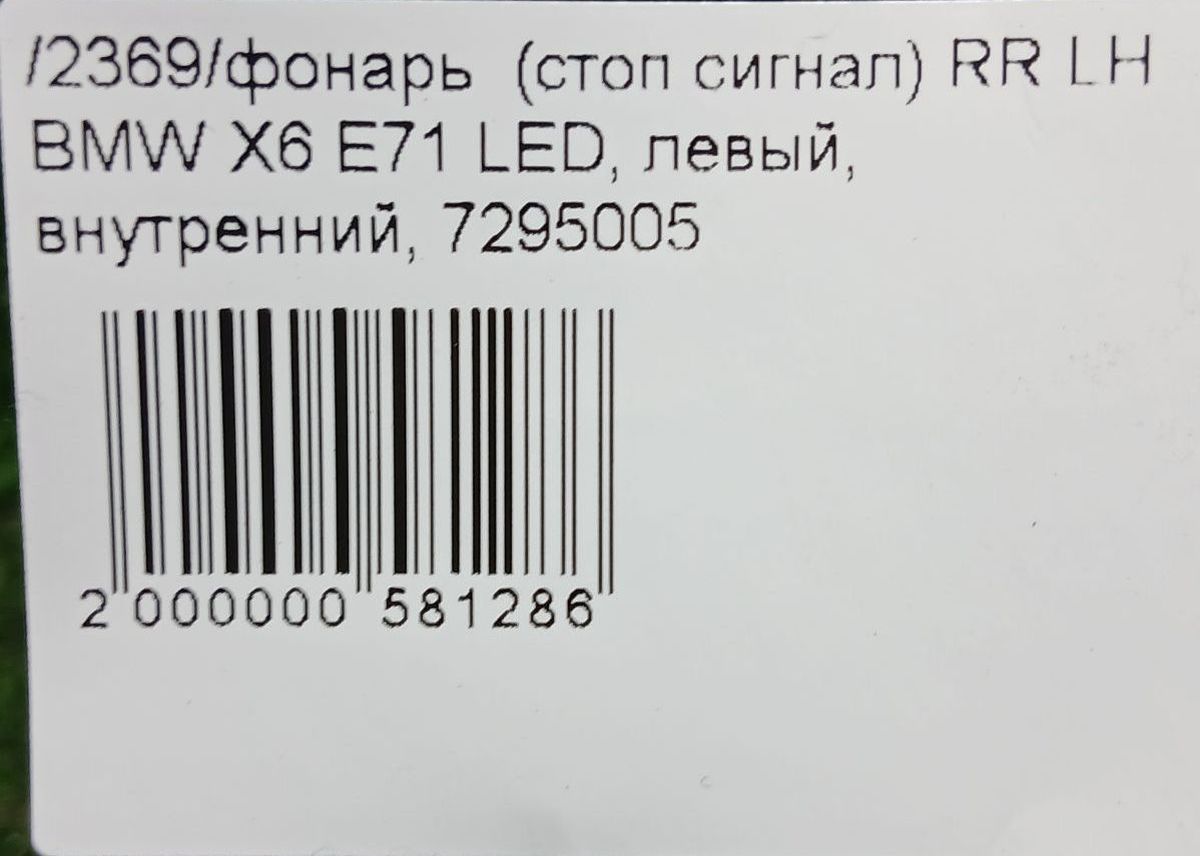 /2369/фонарь (стоп сигнал) RR LH
BMW X6 E71 LED, левый,
внутренний, 7295005
2 000000 581286